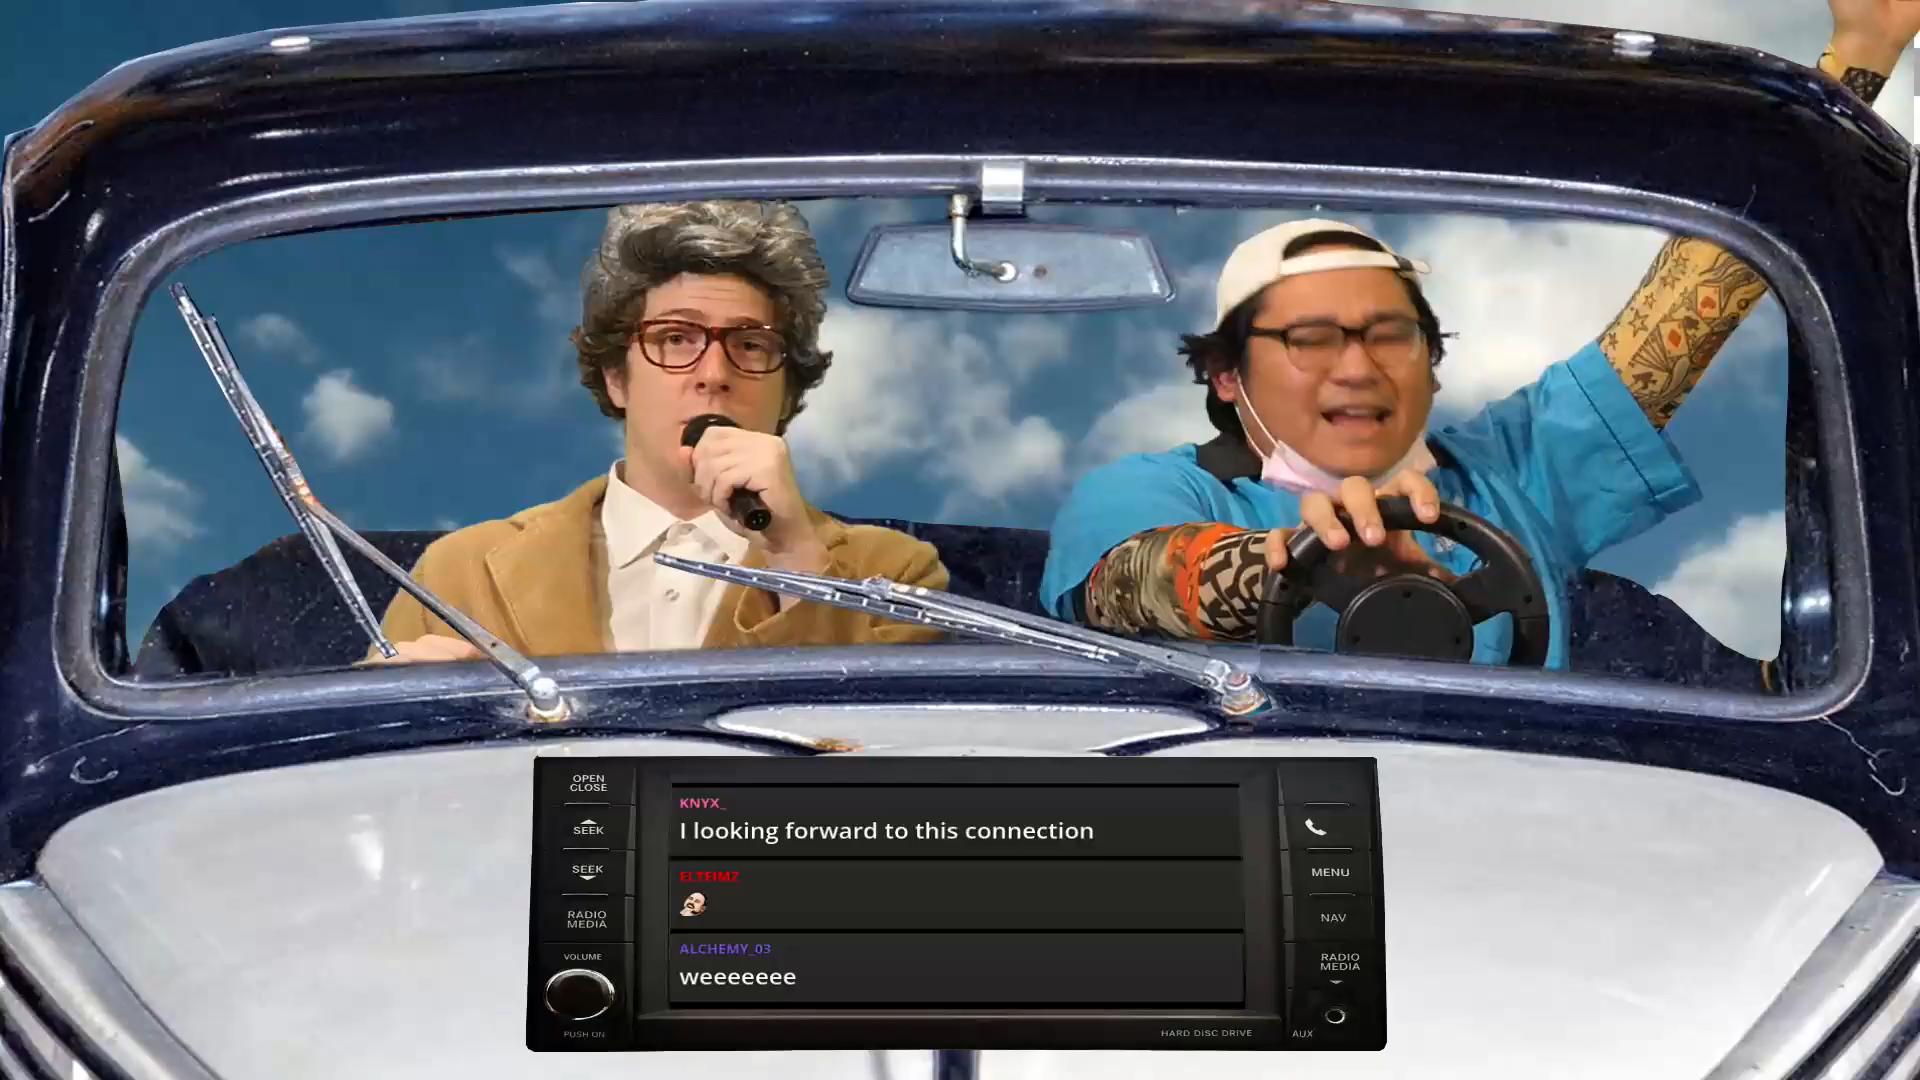 OPEN
CLOSE
SEEK
SEEK
RADIO
MEDIA
VOLUME
PUSH ON
KNYX_
I looking forward to this connection
ELTEIMZ
ALCHEMY_03
weeeeeee
MENU
NAV
RADIO
MEDIA
HARD DISC DRIVE
AUX